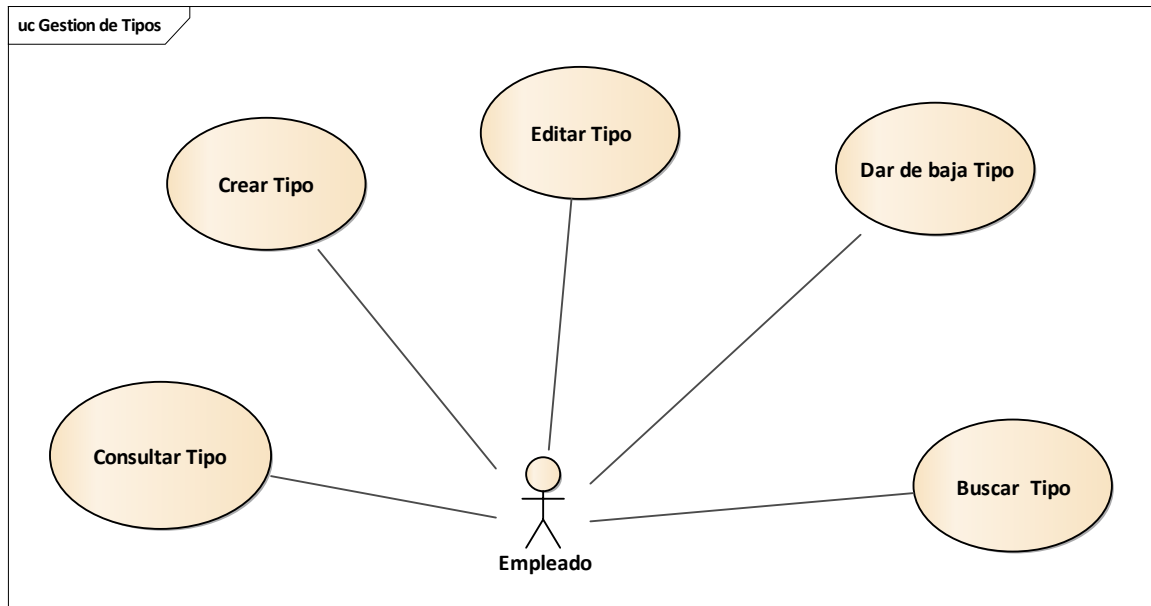 uc Gestion de Tipos
Editar Tipo
Crear Tipo
Dar de baja Tipo
Consultar Tipo
Buscar Tipo
Empleado